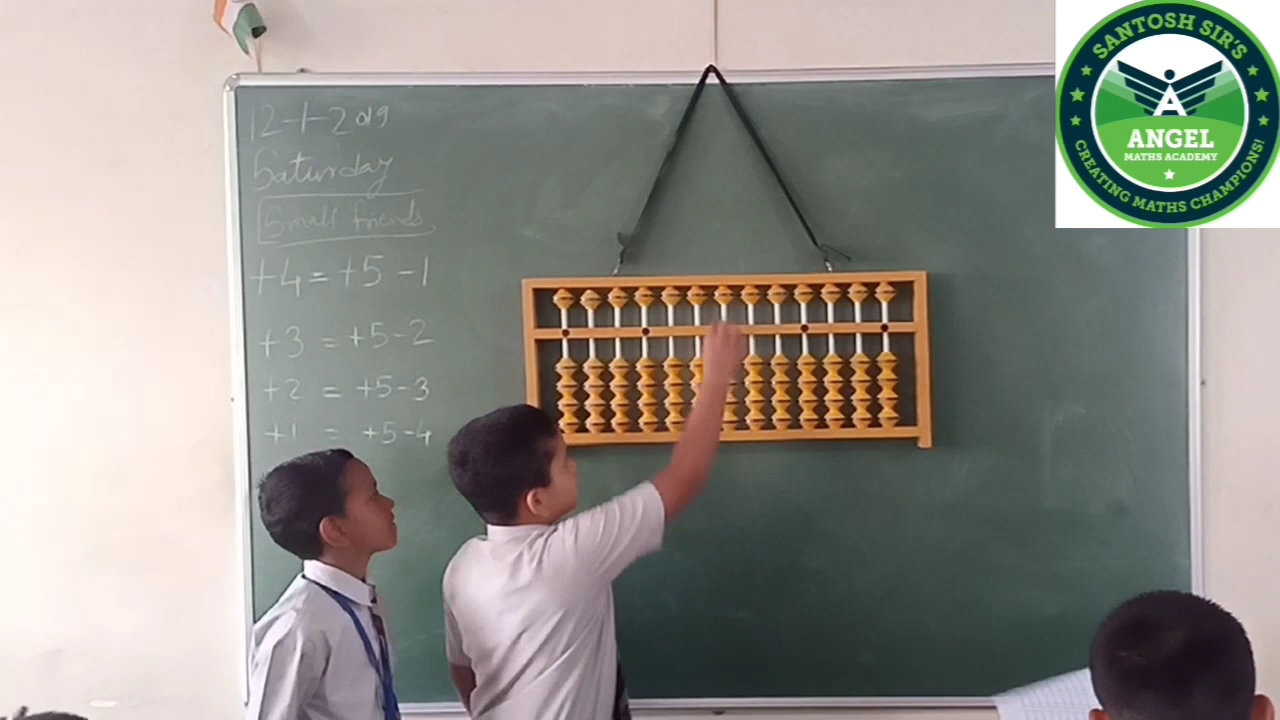 12-1-2019
Saturday
Small friends
+4=+5-1
+3 = +5-2
+2 = +5-3
+1 = +5-4
SANTOSH SIR'S
A
ANGEL
MATHS ACADEMY
CREATING MATHS CHAMPIONS!